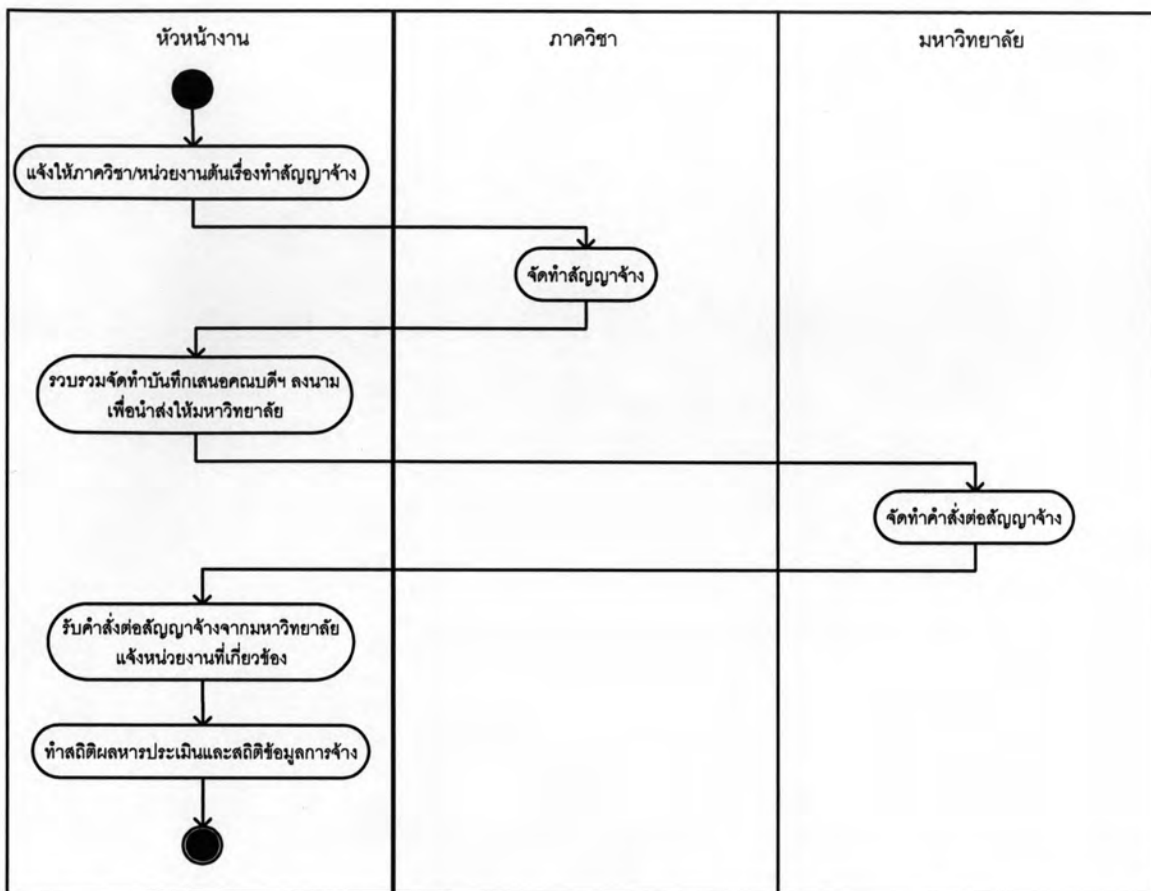 หัวหน้างาน
ภาควิชา
มหาวิทยาลัย
แจ้งให้ภาควิชา/หน่วยงานต้นเรื่องทำสัญญาจ้าง
จัดทำสัญญาจ้าง
รวบรวมจัดทำบันทึกเสนอคณบดีฯ ลงนาม
เพื่อนำส่งให้มหาวิทยาลัย
จัดทำคำสั่งต่อสัญญาจ้าง
รับคำสั่งต่อสัญญาจ้างจากมหาวิทยาลัย
แจ้งหน่วยงานที่เกี่ยวข้อง
ทำสถิติผลหารประเมินและสถิติข้อมูลการจ้าง